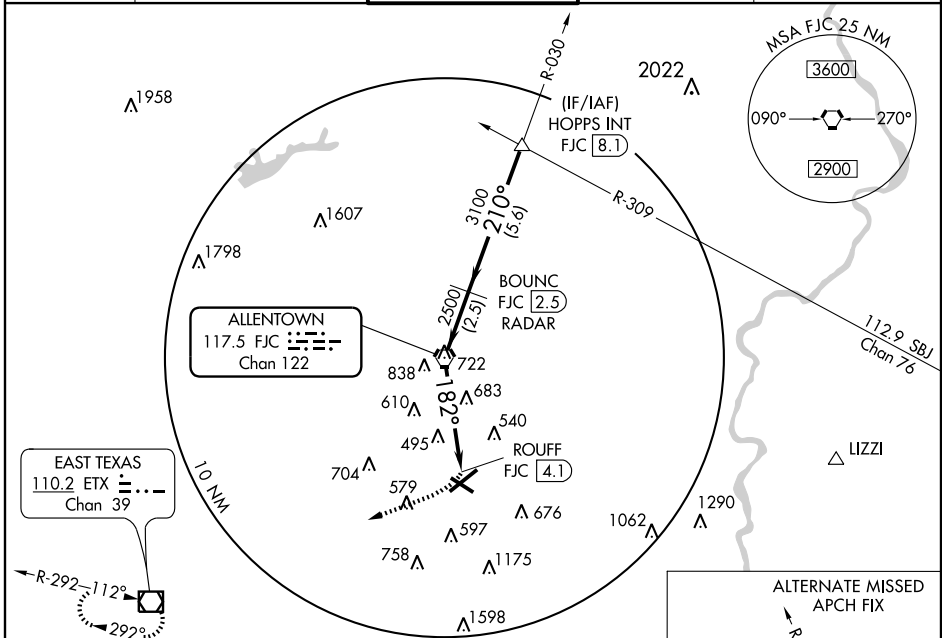 1958
R-030
2022
MSA FJC 25 NM
3600
090°
270°
2900
(IF/IAF)
HOPPS INT
FJC 8.1
3100
210°
(5.6)
R-309
1607
1798
BOUNC
FJC 2.5
RADAR
2500
(2.5)
ALLENTOWN
117.5 FJC
Chan 122
112.9 SBJ
Chan 76
838
722
182°
683
610
540
495
ROUFF
FJC 4.1
LIZZI
704
EAST TEXAS
110.2 ETX
Chan 39
10 NM
579
676
1290
1062
597
758
1175
R-292
112°
292°
1598
ALTERNATE MISSED
APCH FIX
R